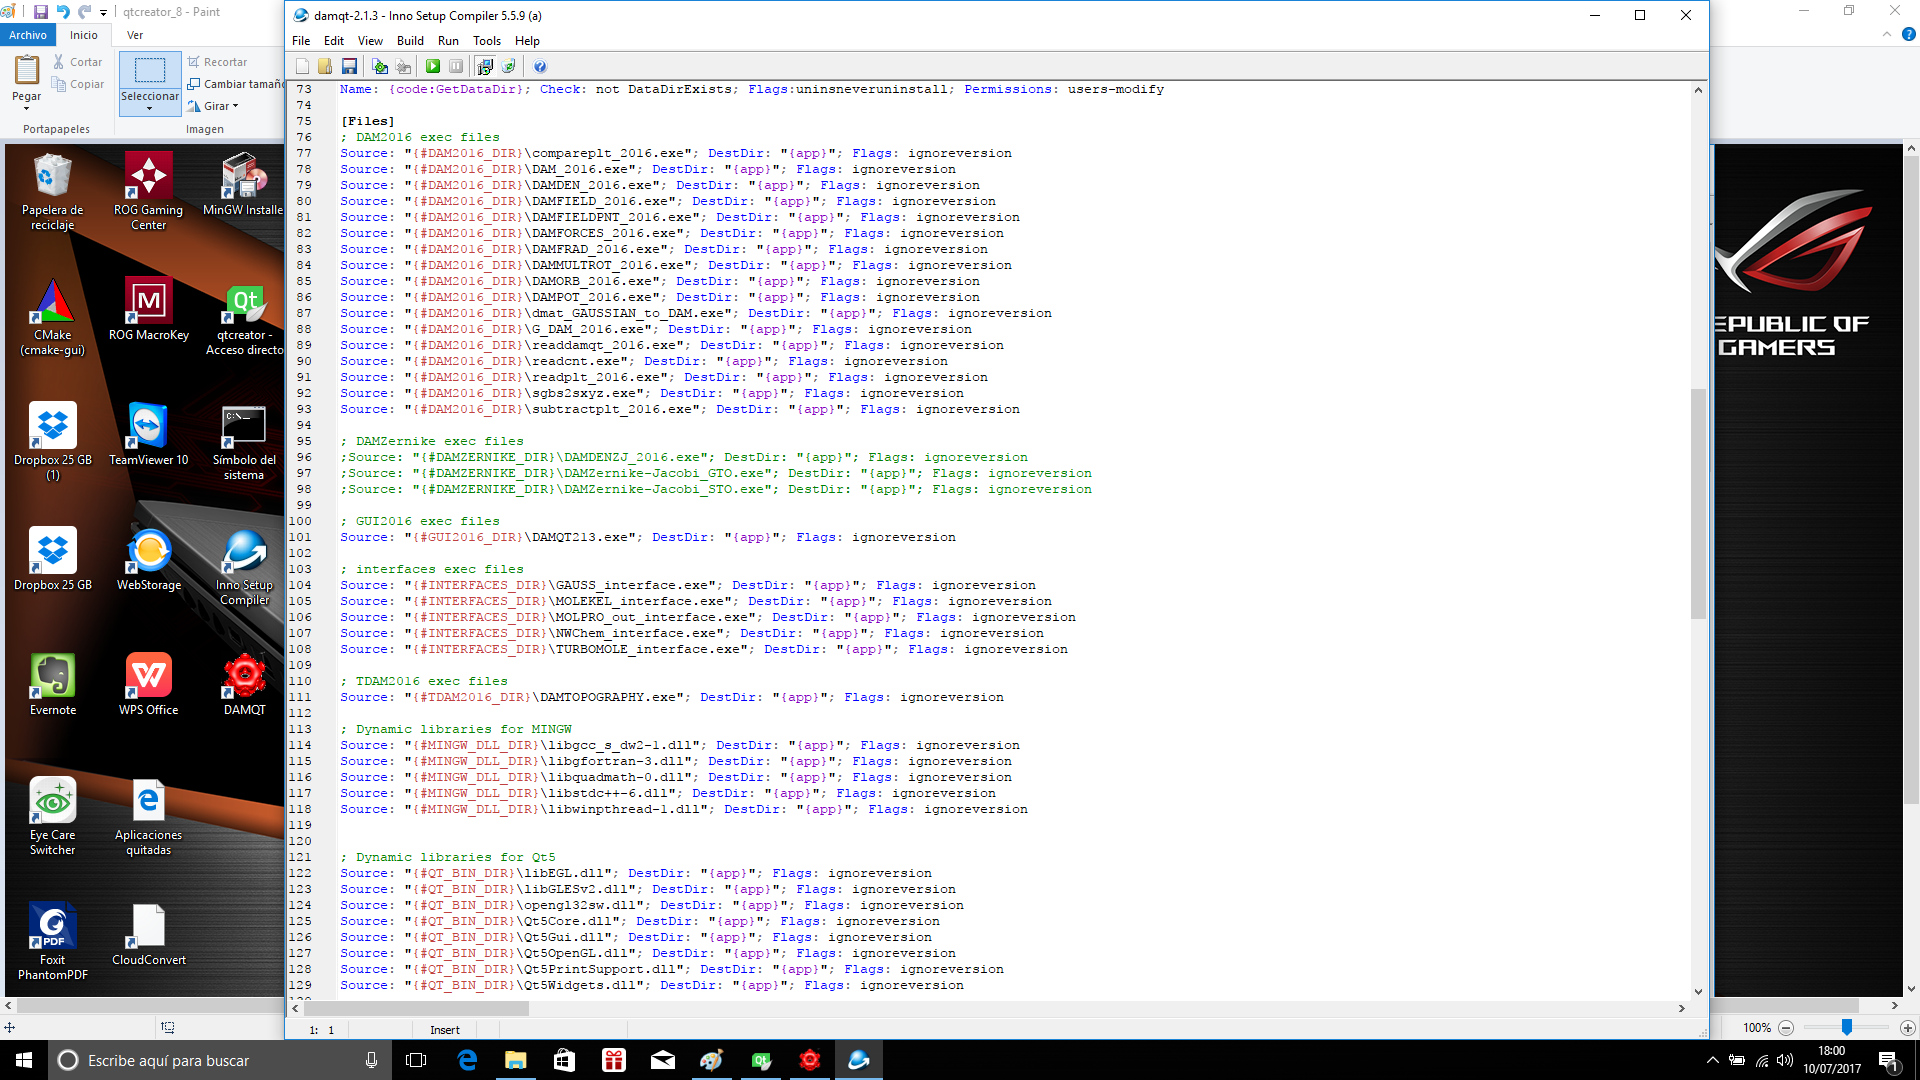 qtcreator_8 - Paint
Archivo
Inicio
Ver
Pegar
Cortar
Copiar
Portapapeles
Seleccionar
Recortar
Cambiar tamañ
Girar
Imagen
damqt-2.1.3 - Inno Setup Compiler 5.5.9 (a)
File Edit View Build Run Tools Help
73 Name: {code:GetDataDir}; Check: not DataDirExists; Flags:uninsneveruninstall; Permissions: users-modify
74
75 [Files]
76 ; DAM2016 exec files
77 Source: "{#DAM2016_DIR}\compareplt_2016.exe"; DestDir: "{app}"; Flags: ignoreversion
78 Source: "{#DAM2016_DIR}\DAM_2016.exe"; DestDir: "{app}"; Flags: ignoreversion
79 Source: "{#DAM2016_DIR}\DAMDEN_2016.exe"; DestDir: "{app}"; Flags: ignoreversion
80 Source: "{#DAM2016_DIR}\DAMFIELD_2016.exe"; DestDir: "{app}"; Flags: ignoreversion
81 Source: "{#DAM2016_DIR}\DAMFIELDPNT_2016.exe"; DestDir: "{app}"; Flags: ignoreversion
82 Source: "{#DAM2016_DIR}\DAMFORCES_2016.exe"; DestDir: "{app}"; Flags: ignoreversion
83 Source: "{#DAM2016_DIR}\DAMFRAD_2016.exe"; DestDir: "{app}"; Flags: ignoreversion
84 Source: "{#DAM2016_DIR}\DAMMULTROT_2016.exe"; DestDir: "{app}"; Flags: ignoreversion
85 Source: "{#DAM2016_DIR}\DAMORB_2016.exe"; DestDir: "{app}"; Flags: ignoreversion
86 Source: "{#DAM2016_DIR}\DAMPOT_2016.exe"; DestDir: "{app}"; Flags: ignoreversion
87 Source: "{#DAM2016_DIR}\dmat_GAUSSIAN_to_DAM.exe"; DestDir: "{app}"; Flags: ignoreversion
88 Source: "{#DAM2016_DIR}\G_DAM_2016.exe"; DestDir: "{app}"; Flags: ignoreversion
89 Source: "{#DAM2016_DIR}\readdamqt_2016.exe"; DestDir: "{app}"; Flags: ignoreversion
90 Source: "{#DAM2016_DIR}\readcnt.exe"; DestDir: "{app}"; Flags: ignoreversion
91 Source: "{#DAM2016_DIR}\readplt_2016.exe"; DestDir: "{app}"; Flags: ignoreversion
92 Source: "{#DAM2016_DIR}\sgbs2sxyz.exe"; DestDir: "{app}"; Flags: ignoreversion
93 Source: "{#DAM2016_DIR}\subtractplt_2016.exe"; DestDir: "{app}"; Flags: ignoreversion
94
95 ; DAMZernike exec files
96 ;Source: "{#DAMZERNIKE_DIR}\DAMDENZJ_2016.exe"; DestDir: "{app}"; Flags: ignoreversion
97 ;Source: "{#DAMZERNIKE_DIR}\DAMZernike-Jacobi_GTO.exe"; DestDir: "{app}"; Flags: ignoreversion
98 ;Source: "{#DAMZERNIKE_DIR}\DAMZernike-Jacobi_STO.exe"; DestDir: "{app}"; Flags: ignoreversion
99
100 ; GUI2016 exec files
101 Source: "{#GUI2016_DIR}\DAMQT213.exe"; DestDir: "{app}"; Flags: ignoreversion
102
103 ; interfaces exec files
104 Source: "{#INTERFACES_DIR}\GAUSS_interface.exe"; DestDir: "{app}"; Flags: ignoreversion
105 Source: "{#INTERFACES_DIR}\MOLEKEL_interface.exe"; DestDir: "{app}"; Flags: ignoreversion
106 Source: "{#INTERFACES_DIR}\MOLPRO_out_interface.exe"; DestDir: "{app}"; Flags: ignoreversion
107 Source: "{#INTERFACES_DIR}\NWChem_interface.exe"; DestDir: "{app}"; Flags: ignoreversion
108 Source: "{#INTERFACES_DIR}\TURBOMOLE_interface.exe"; DestDir: "{app}"; Flags: ignoreversion
109
110 ; TDAM2016 exec files
111 Source: "{#TDAM2016_DIR}\DAMTOPOGRAPHY.exe"; DestDir: "{app}"; Flags: ignoreversion
112
113 ; Dynamic libraries for MINGW
114 Source: "{#MINGW_DLL_DIR}\libgcc_s_dw2-1.dll"; DestDir: "{app}"; Flags: ignoreversion
115 Source: "{#MINGW_DLL_DIR}\libgfortran-3.dll"; DestDir: "{app}"; Flags: ignoreversion
116 Source: "{#MINGW_DLL_DIR}\libquadmath-0.dll"; DestDir: "{app}"; Flags: ignoreversion
117 Source: "{#MINGW_DLL_DIR}\libstdc++-6.dll"; DestDir: "{app}"; Flags: ignoreversion
118 Source: "{#MINGW_DLL_DIR}\libwinpthread-1.dll"; DestDir: "{app}"; Flags: ignoreversion
119
120
121 ; Dynamic libraries for Qt5
122 Source: "{#QT_BIN_DIR}\libEGL.dll"; DestDir: "{app}"; Flags: ignoreversion
123 Source: "{#QT_BIN_DIR}\libGLESv2.dll"; DestDir: "{app}"; Flags: ignoreversion
124 Source: "{#QT_BIN_DIR}\opengl32sw.dll"; DestDir: "{app}"; Flags: ignoreversion
125 Source: "{#QT_BIN_DIR}\Qt5Core.dll"; DestDir: "{app}"; Flags: ignoreversion
126 Source: "{#QT_BIN_DIR}\Qt5Gui.dll"; DestDir: "{app}"; Flags: ignoreversion
127 Source: "{#QT_BIN_DIR}\Qt5OpenGL.dll"; DestDir: "{app}"; Flags: ignoreversion
128 Source: "{#QT_BIN_DIR}\Qt5PrintSupport.dll"; DestDir: "{app}"; Flags: ignoreversion
129 Source: "{#QT_BIN_DIR}\Qt5Widgets.dll"; DestDir: "{app}"; Flags: ignoreversion
1: 1 Insert
Papelera de
reciclaje
ROG Gaming
Center
MinGW Installe
CMake
(cmake-gui)
ROG MacroKey
Qt
qtcreator -
Acceso directo
Dropbox 25 GB
(1)
TeamViewer 10
C:\_
Símbolo del
sistema
Dropbox 25 GB
WebStorage
Inno Setup
Compiler
Evernote
WPS Office
DAMQT
Eye Care
Switcher
Aplicaciones
quitadas
PDF
Foxit
PhantomPDF
CloudConvert
EPUBLIC OF
GAMERS
100%
Escribe aquí para buscar
Qt
18:00
10/07/2017
1